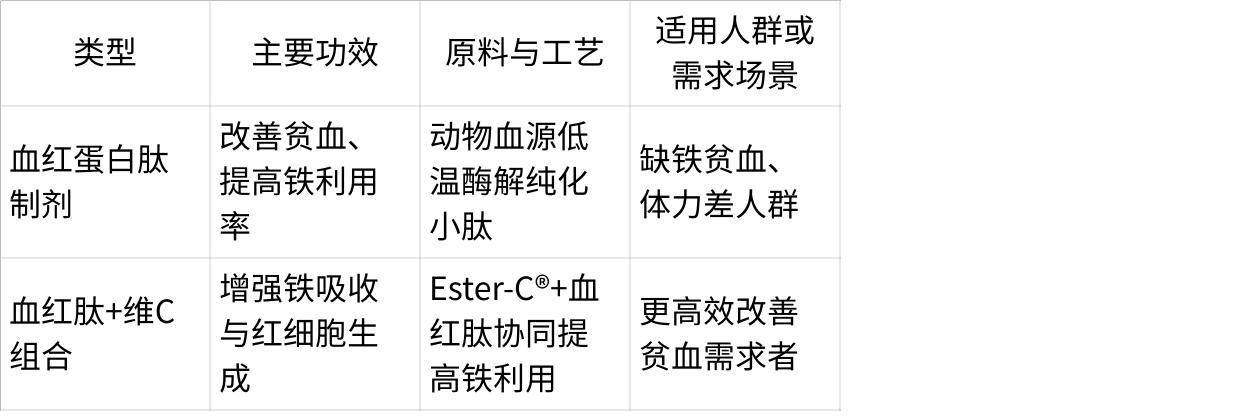 类型
主要功效
原料与工艺
适用人群或
需求场景
血红蛋白肽
制剂
改善贫血、
提高铁利用
率
动物血源低
温酶解纯化
小肽
缺铁贫血、
体力差人群
血红肽+维C
组合
增强铁吸收
与红细胞生
成
Ester-C®+血
红肽协同提
高铁利用
更高效改善
贫血需求者